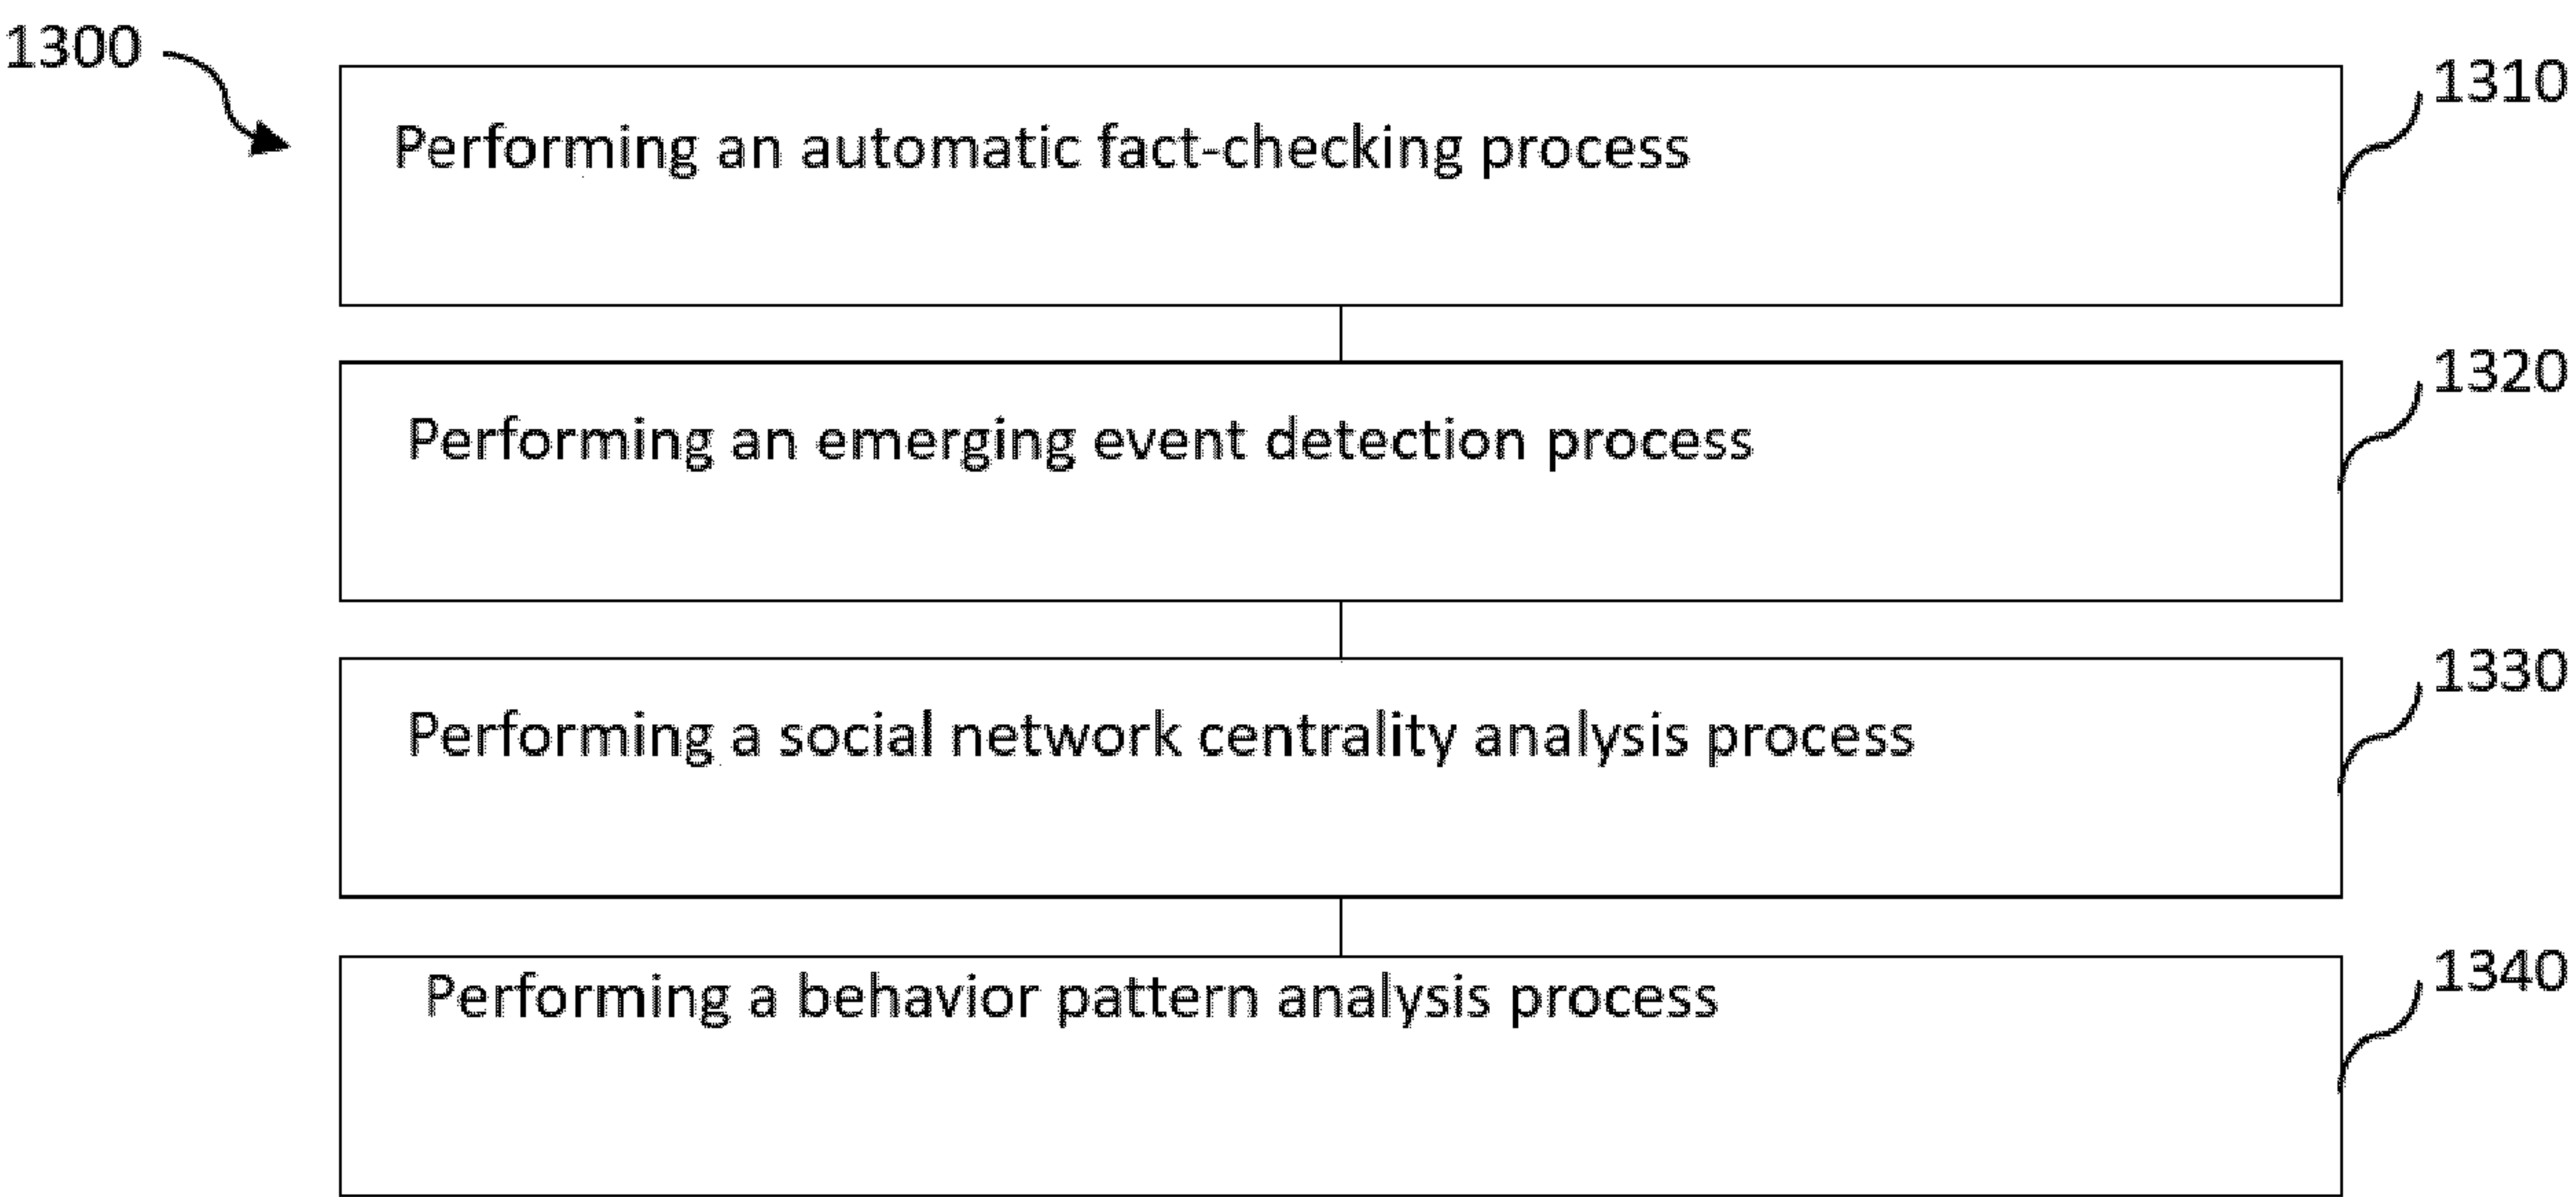 1300
1310
Performing an automatic fact-checking process
1320
Performing an emerging event detection process
1330
Performing a social network centrality analysis process
1340
Performing a behavior pattern analysis process